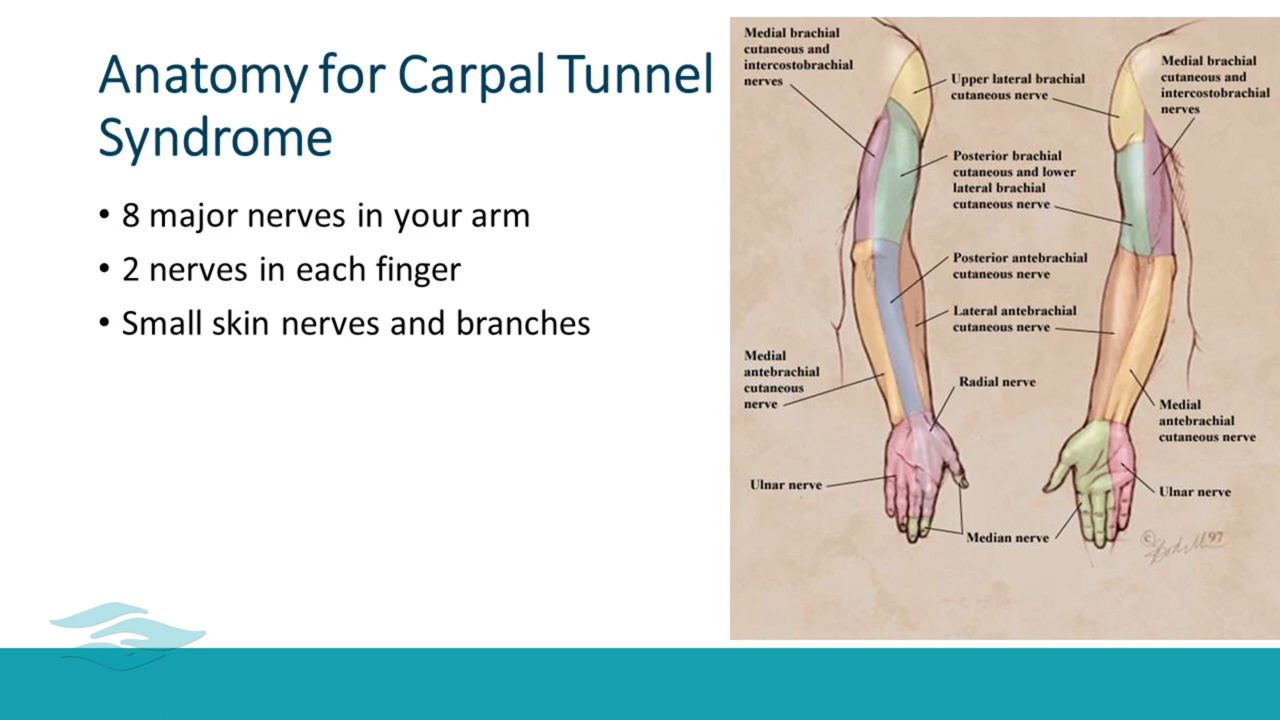 Anatomy for Carpal Tunnel
Syndrome
• 8 major nerves in your arm
• 2 nerves in each finger
• Small skin nerves and branches
Medial brachial
cutaneous and
intercostobrachial
nerves
Upper lateral brachial
cutaneous nerve
Medial brachial
cutaneous and
intercostobrachial
nerves
Posterior brachial
cutaneous and lower
lateral brachial
cutaneous nerve
Posterior antebrachial
cutaneous nerve
Lateral antebrachial
cutaneous nerve
Medial
antebrachial
cutaneous
nerve
Radial nerve
Medial
antebrachial
cutaneous nerve
Ulnar nerve
Ulnar nerve
Median nerve
© 97